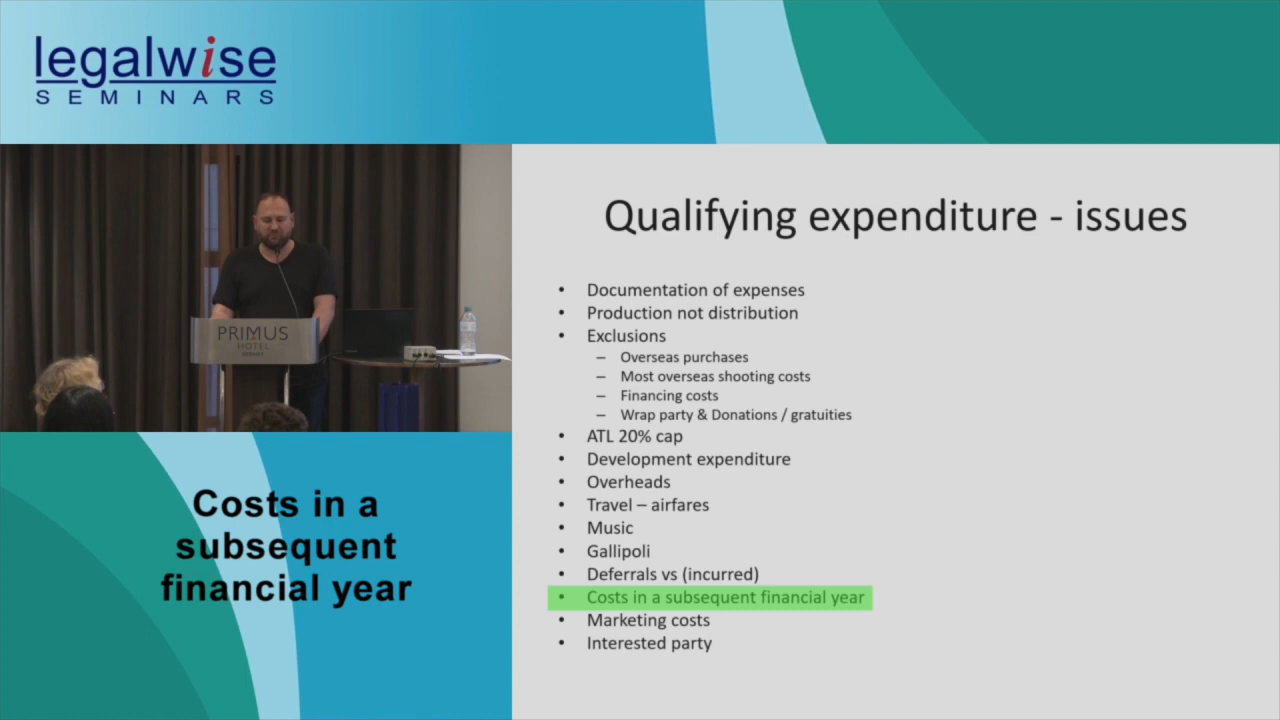 legalwise
SEMINARS
PRIMUS
HOTEL
SYDNEY
Costs in a
subsequent
financial year
Qualifying expenditure - issues
• Documentation of expenses
• Production not distribution
• Exclusions
– Overseas purchases
– Most overseas shooting costs
– Financing costs
– Wrap party & Donations / gratuities
• ATL 20% cap
• Development expenditure
• Overheads
• Travel – airfares
• Music
• Gallipoli
• Deferrals vs (incurred)
• Costs in a subsequent financial year
• Marketing costs
• Interested party